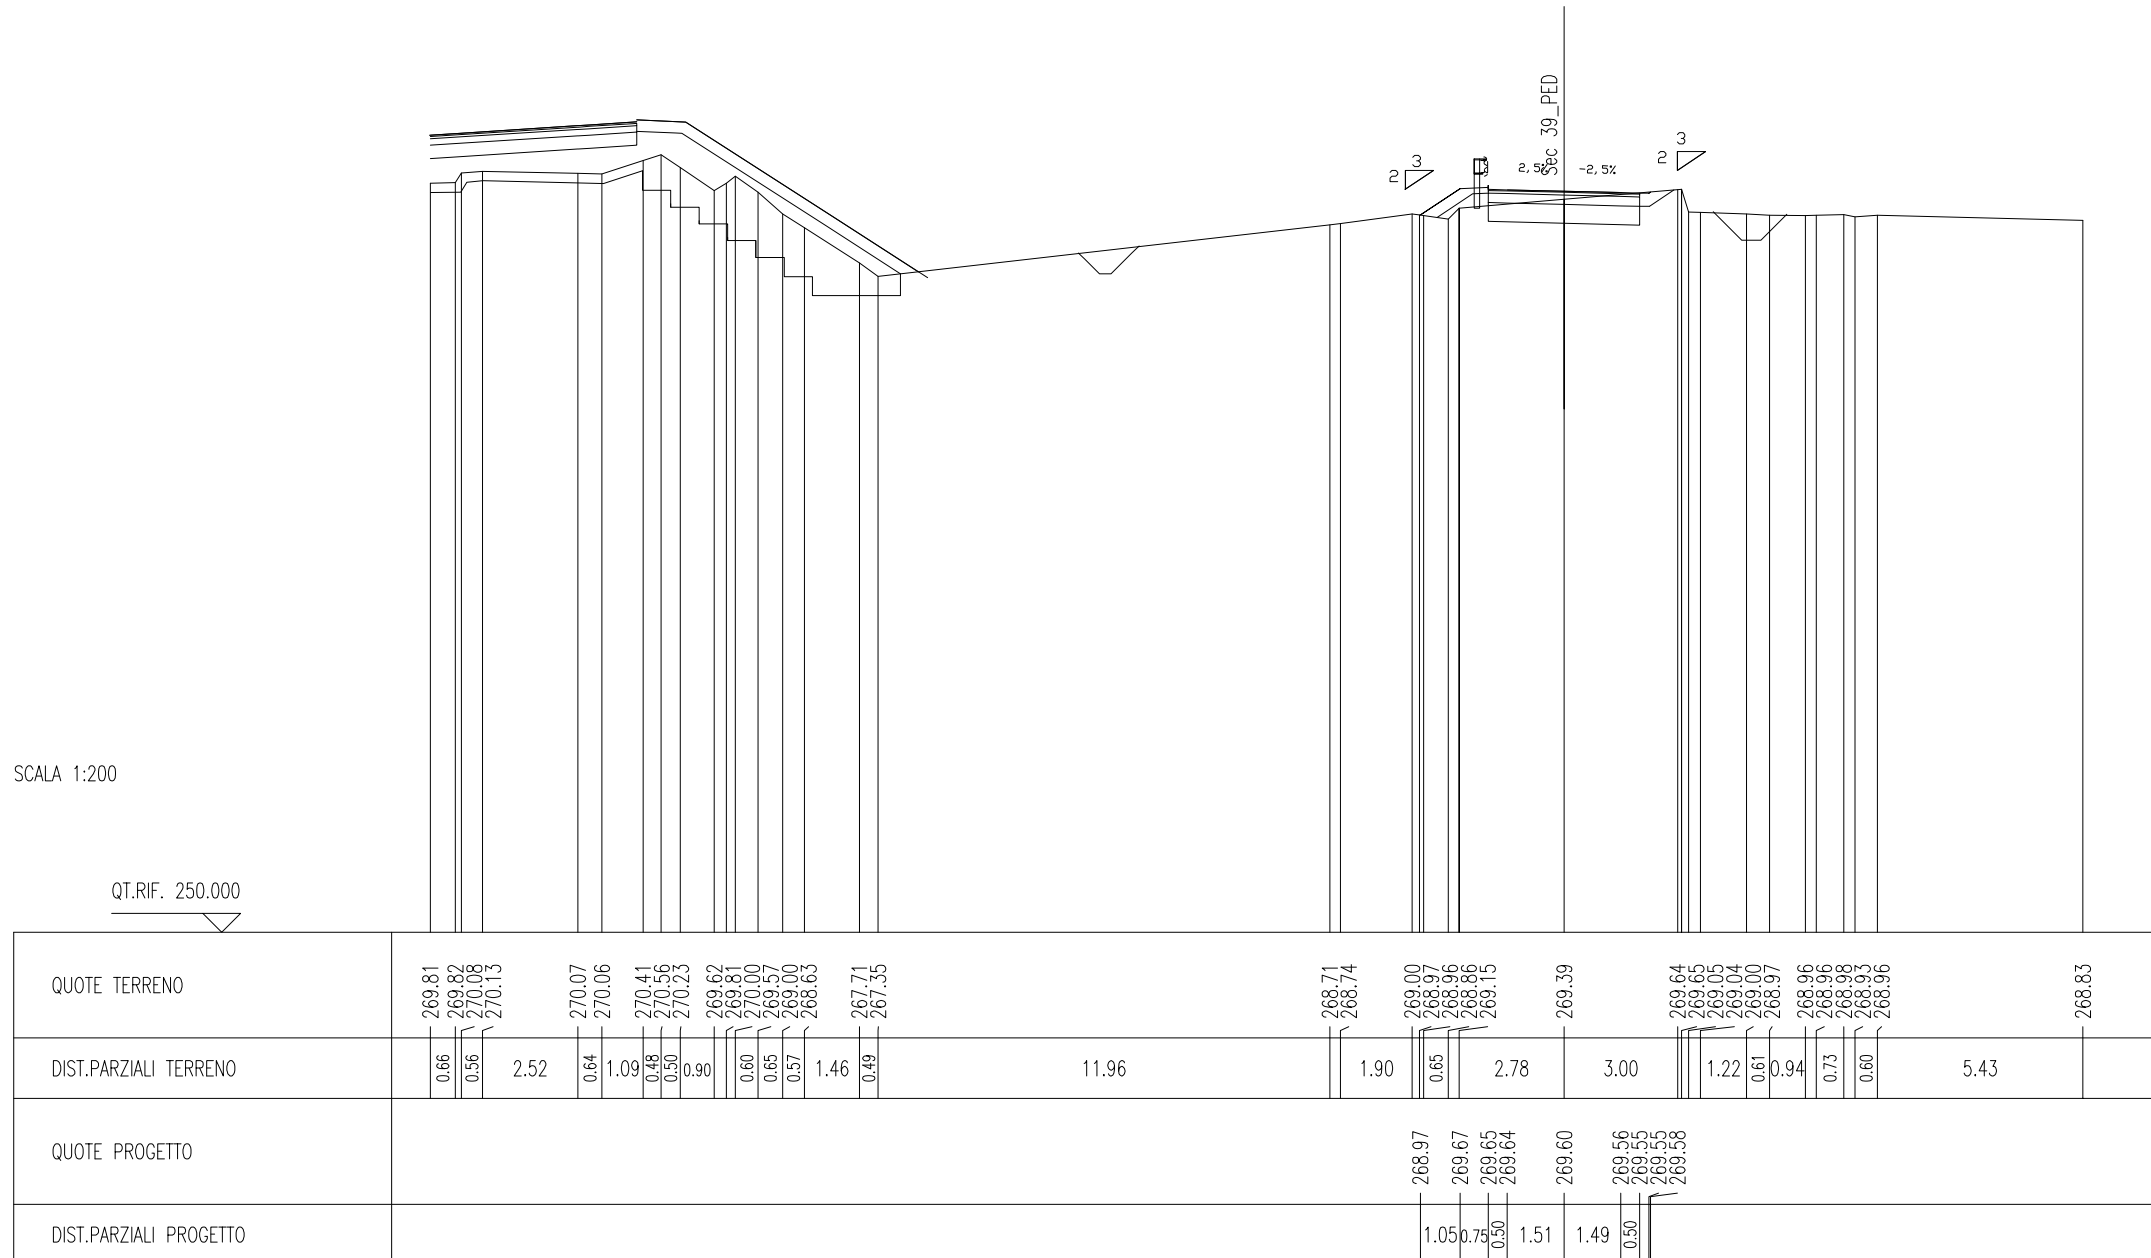 Sec 39_PED
3
2
3
2
2,5%
-2,5%
SCALA 1:200
QT.RIF. 250.000
QUOTE TERRENO
269.81 269.82 270.08 270.13 270.07 270.06 270.41 270.56 270.23 269.62 269.81 270.00 269.57 269.00 268.63 267.71 267.35 268.71 268.74 269.00 268.97 268.96 268.86 269.15 269.39 269.64 269.65 269.05 269.04 269.00 268.97 268.96 268.96 268.98 268.93 268.96 268.83
DIST.PARZIALI TERRENO
0.66 0.56 2.52 0.64 1.09 0.48 0.50 0.90 0.60 0.65 0.57 1.46 0.49 11.96 1.90 0.65 2.78 3.00 1.22 0.61 0.94 0.73 0.60 5.43
QUOTE PROGETTO
268.97 269.67 269.65 269.64 269.60 269.56 269.55 269.55 269.58
DIST.PARZIALI PROGETTO
1.05 0.75 0.50 1.51 1.49 0.50